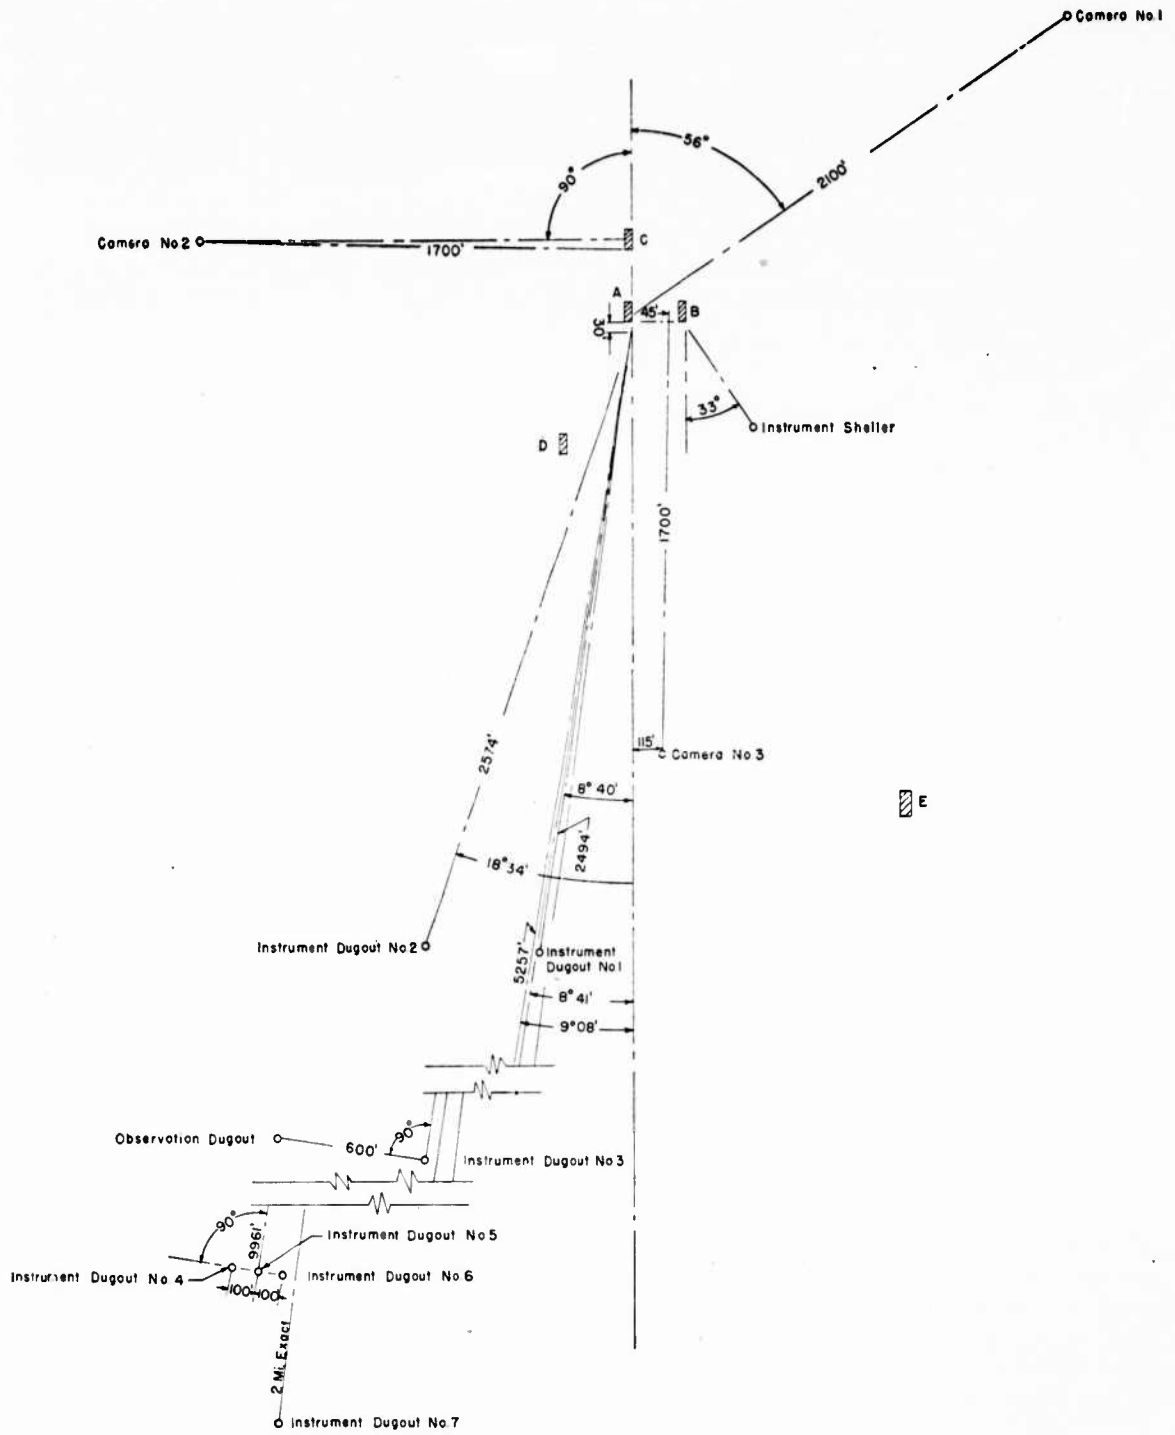 Camera No.1
56°
90°
2100'
C
Camera No.2
1700'
A
45'
B
30'
33°
Instrument Shelter
D
1700'
2574'
115'
Camera No.3
8° 40'
E
2494'
18°34'
Instrument Dugout No.2
5257'
Instrument
Dugout No.1
8° 41'
9°08'
Observation Dugout
90°
600'
Instrument Dugout No.3
90°
9961'
Instrument Dugout No.5
Instrument Dugout No.4
Instrument Dugout No.6
100'
100'
2 Mi. Exact
Instrument Dugout No.7